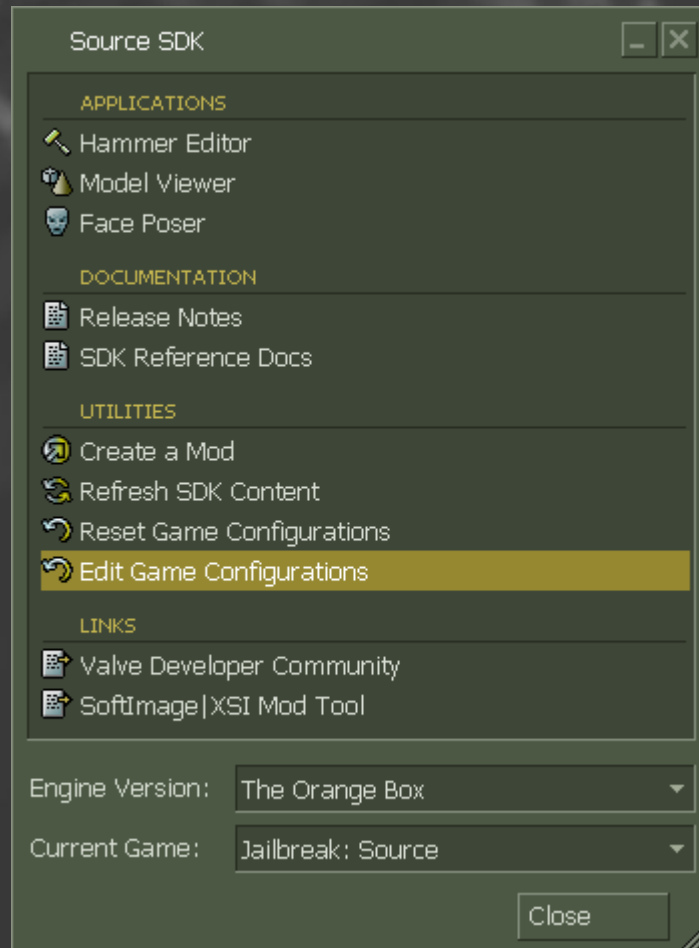 Source SDK
APPLICATIONS
Hammer Editor
Model Viewer
Face Poser
DOCUMENTATION
Release Notes
SDK Reference Docs
UTILITIES
Create a Mod
Refresh SDK Content
Reset Game Configurations
Edit Game Configurations
LINKS
Valve Developer Community
SoftImage|XSI Mod Tool
Engine Version: The Orange Box
Current Game: Jailbreak: Source
Close